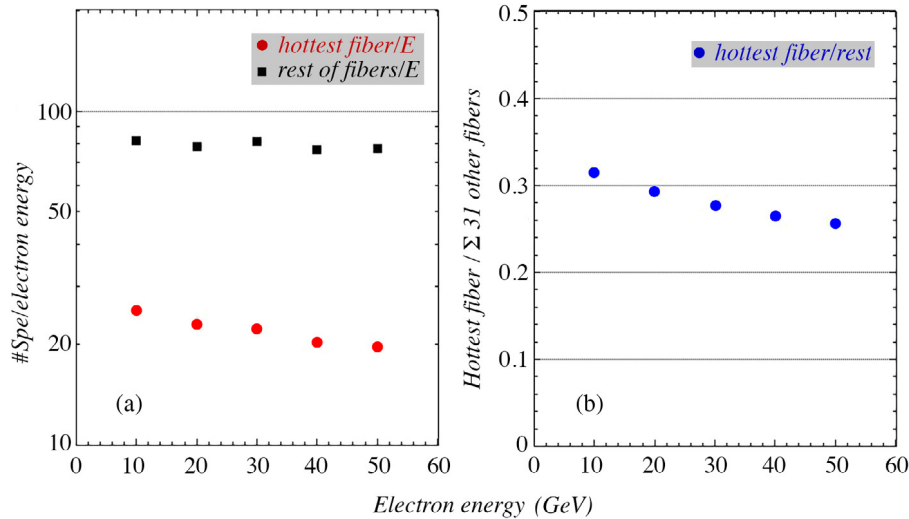 hottest fiber/E
rest of fibers/E
100
50
20
10
#Spe/electron energy
(a)
0 10 20 30 40 50 60
hottest fiber/rest
0.5
0.4
0.3
0.2
0.1
0
Hottest fiber / Σ 31 other fibers
(b)
0 10 20 30 40 50 60
Electron energy (GeV)